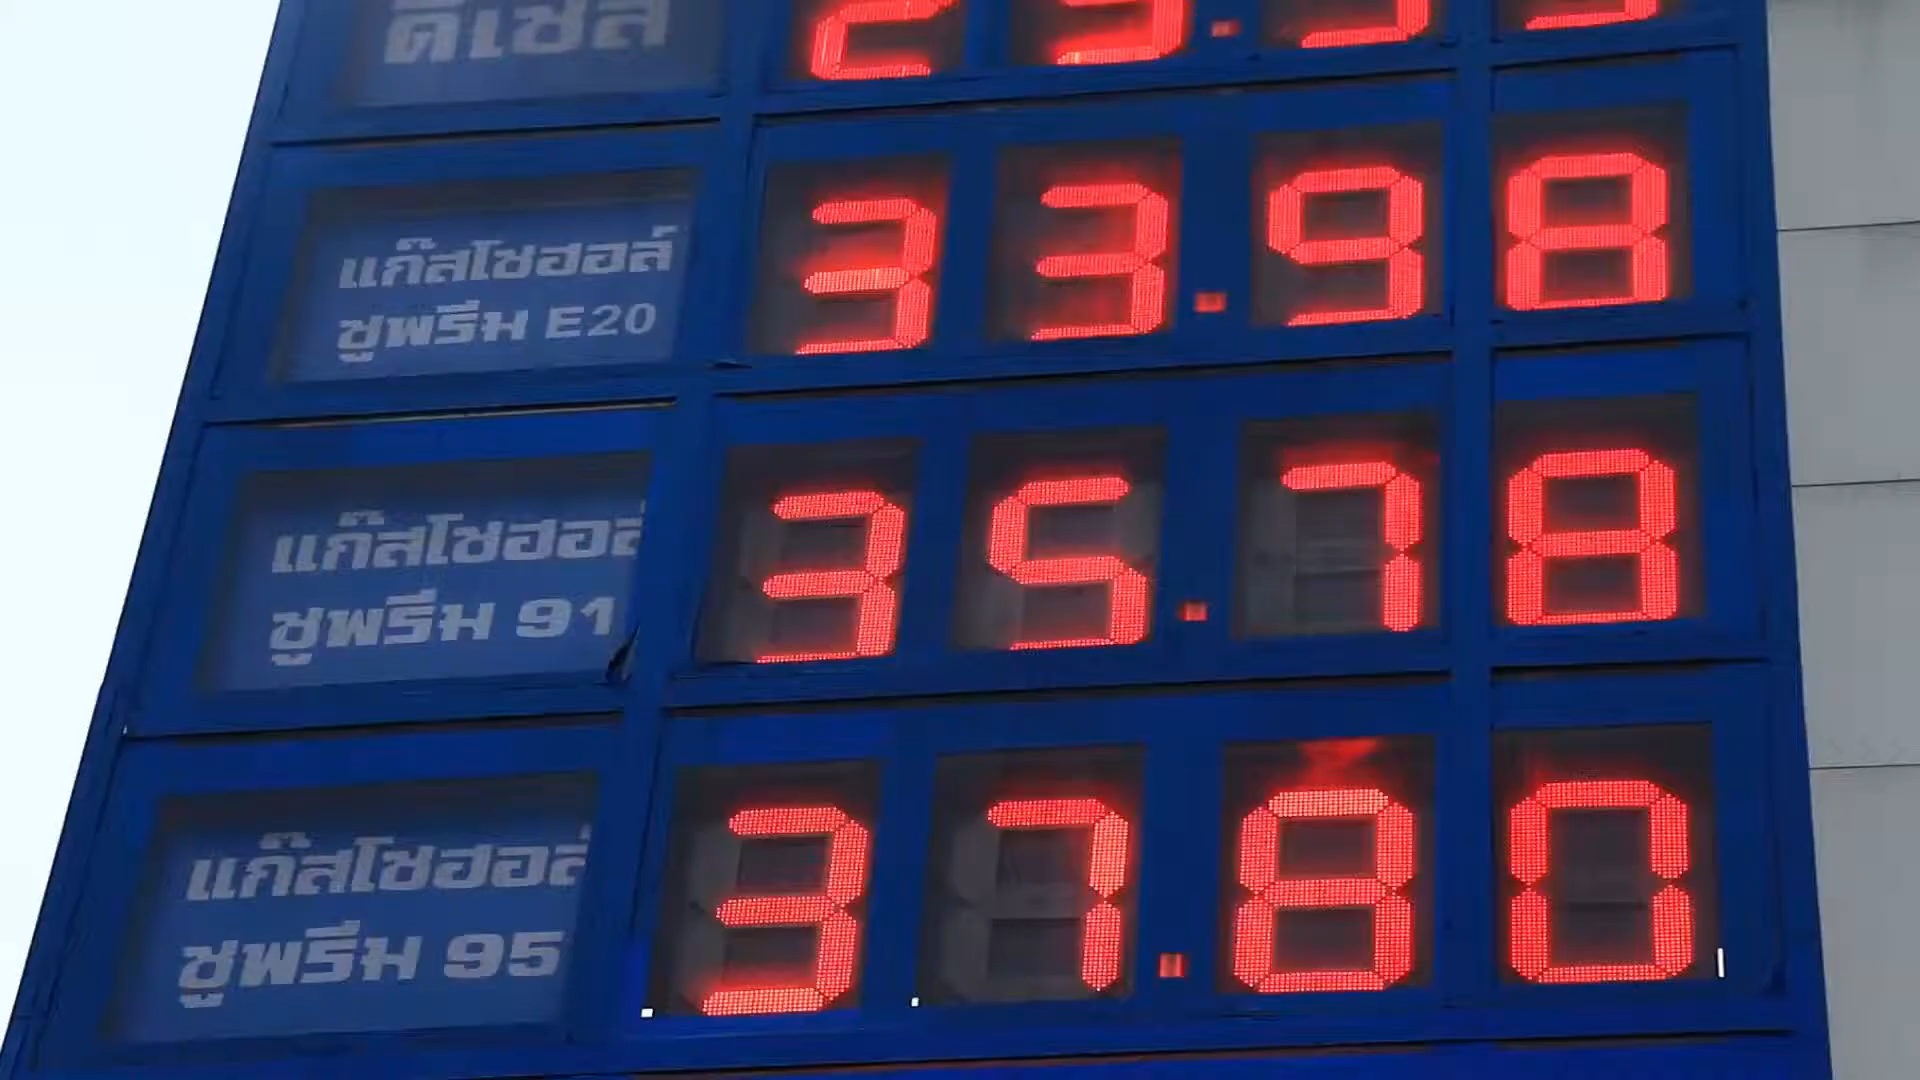 ดีเซล
แก๊สโซฮอล์
ซูพรีม E20
33.98
แก๊สโซฮอล์
ซูพรีม 91
35.78
แก๊สโซฮอล์
ซูพรีม 95
37.80